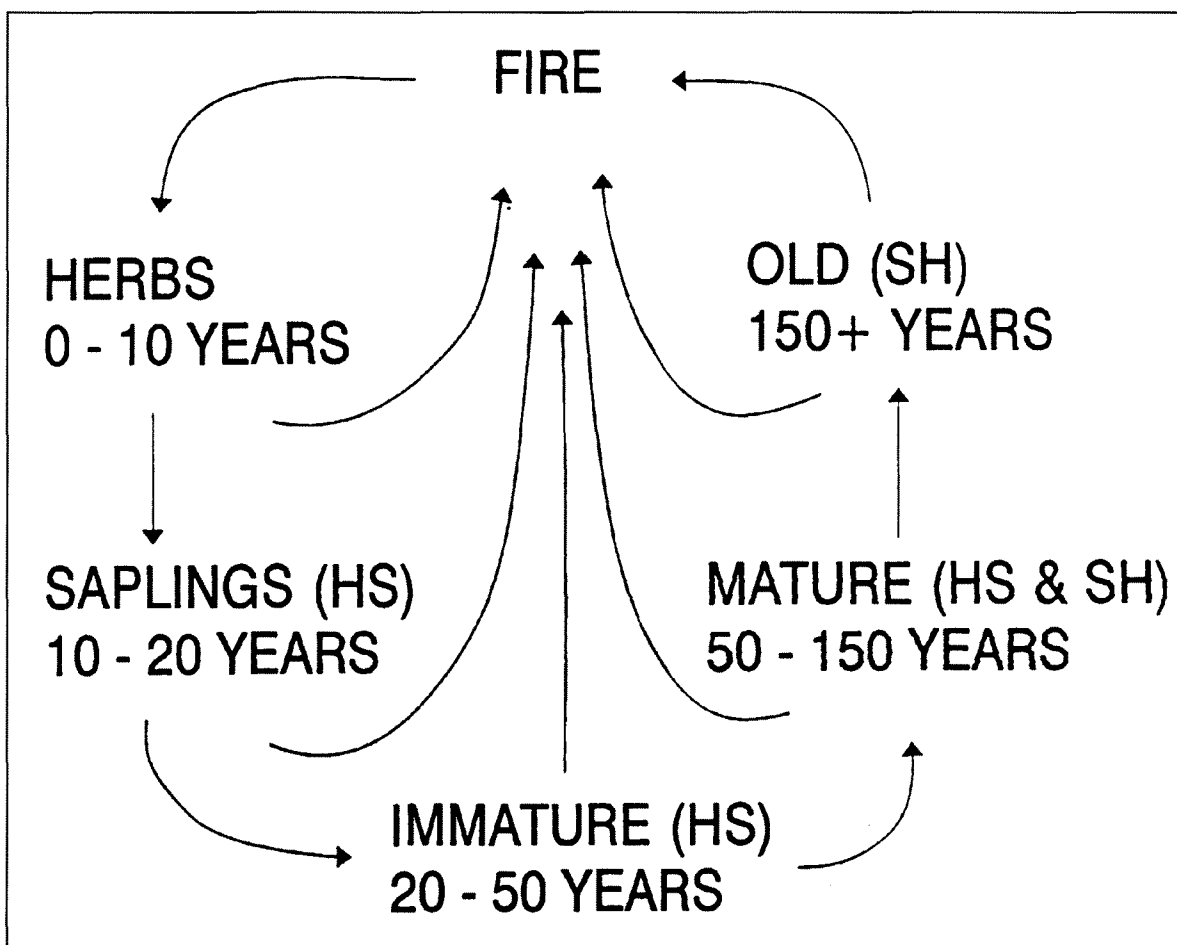 FIRE
HERBS
0 - 10 YEARS
SAPLINGS (HS)
10 - 20 YEARS
IMMATURE (HS)
20 - 50 YEARS
MATURE (HS & SH)
50 - 150 YEARS
OLD (SH)
150+ YEARS